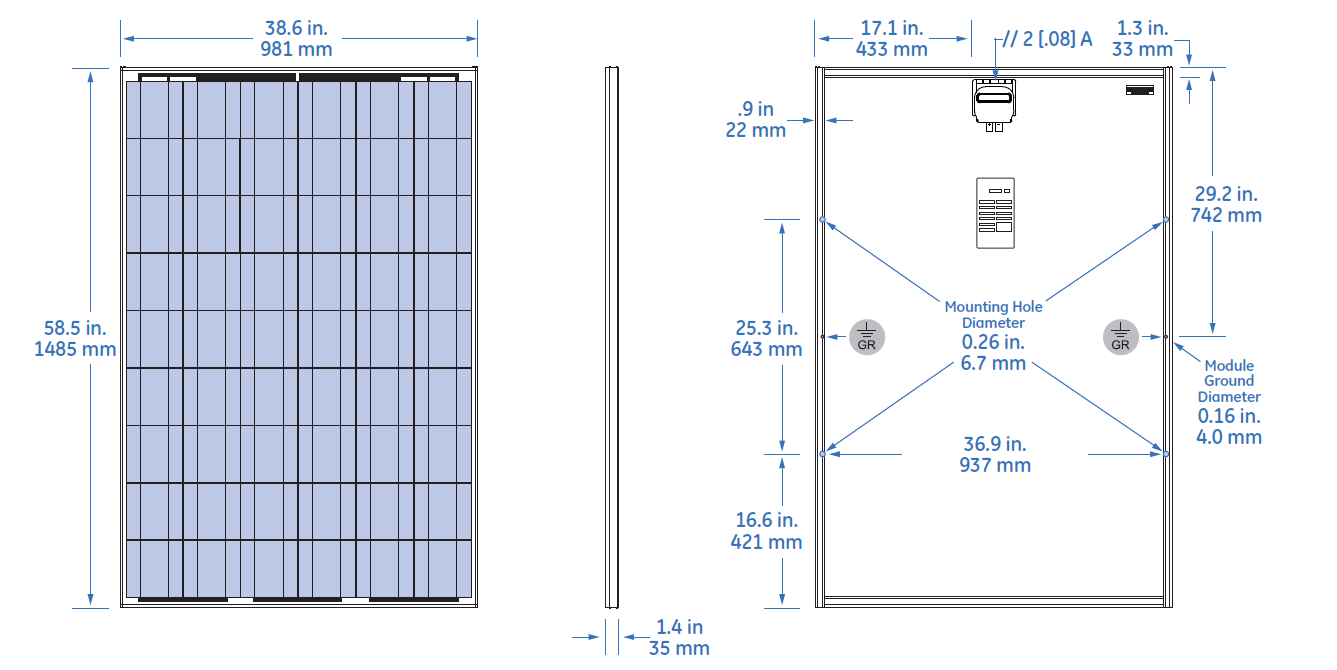 38.6 in.
981 mm
58.5 in.
1485 mm
1.4 in
35 mm
17.1 in.
433 mm
// 2 [.08] A
1.3 in.
33 mm
.9 in
22 mm
29.2 in.
742 mm
25.3 in.
643 mm
Mounting Hole
Diameter
0.26 in.
6.7 mm
GR
GR
Module
Ground
Diameter
0.16 in.
4.0 mm
36.9 in.
937 mm
16.6 in.
421 mm